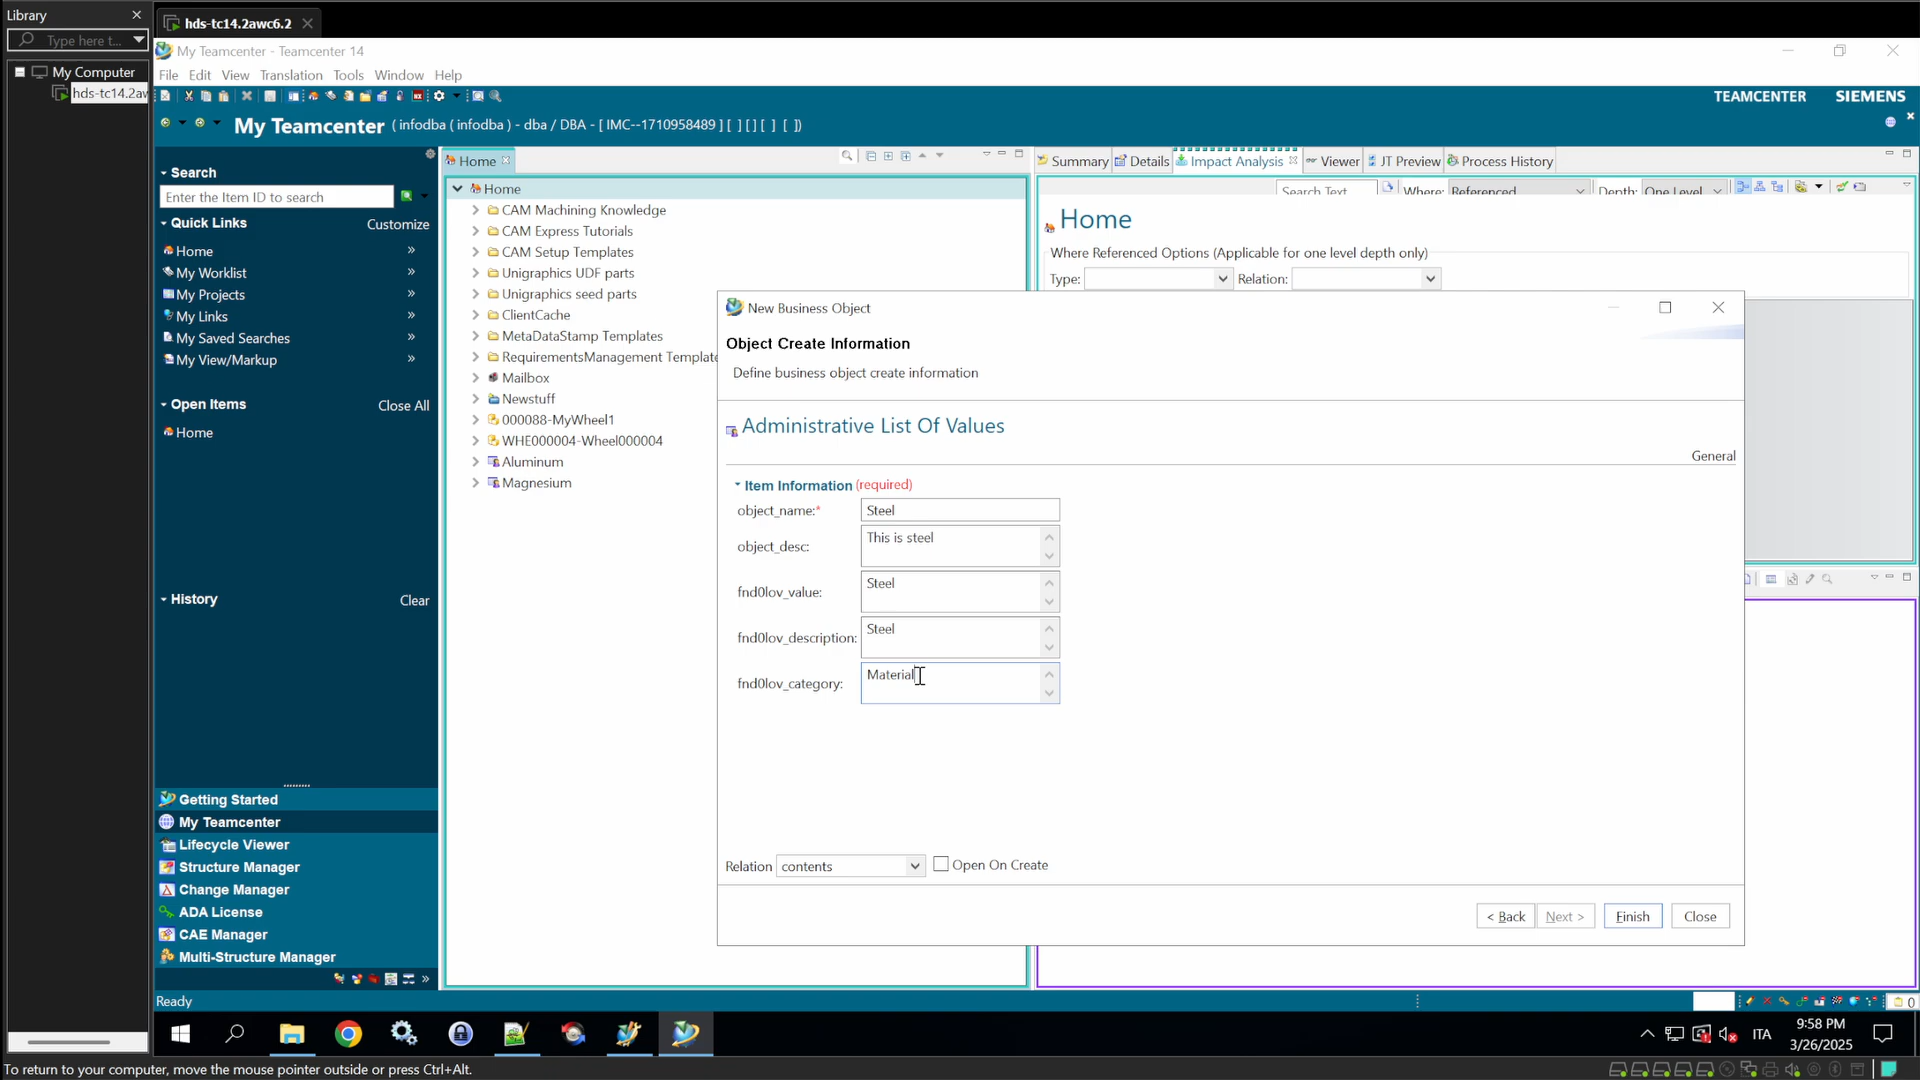 Library
hds-tc14.2awc6.2
Type here t...
My Computer
hds-tc14.2aw
My Teamcenter - Teamcenter 14
File Edit View Translation Tools Window Help
TEAMCENTER SIEMENS
My Teamcenter ( infodba ( infodba ) - dba / DBA - [ IMC--1710958489 ] [ ] [ ] [ ] [ ])
Search
Enter the Item ID to search
Quick Links Customize
Home »
My Worklist »
My Projects »
My Links »
My Saved Searches »
My View/Markup »
Open Items Close All
Home
History Clear
Getting Started
My Teamcenter
Lifecycle Viewer
Structure Manager
Change Manager
ADA License
CAE Manager
Multi-Structure Manager
»
Home
Home
CAM Machining Knowledge
CAM Express Tutorials
CAM Setup Templates
Unigraphics UDF parts
Unigraphics seed parts
ClientCache
MetaDataStamp Templates
RequirementsManagement Template
Mailbox
Newstuff
000088-MyWheel1
WHE000004-Wheel000004
Aluminum
Magnesium
Summary Details Impact Analysis Viewer JT Preview Process History
Search Text Where: Referenced Depth: One Level
Home
Where Referenced Options (Applicable for one level depth only)
Type: Relation:
New Business Object
Object Create Information
Define business object create information
Administrative List Of Values
General
Item Information (required)
object_name:* Steel
object_desc: This is steel
fnd0lov_value: Steel
fnd0lov_description: Steel
fnd0lov_category: Material
Relation contents Open On Create
< Back Next > Finish Close
Ready
0
ITA
9:58 PM
3/26/2025
To return to your computer, move the mouse pointer outside or press Ctrl+Alt.